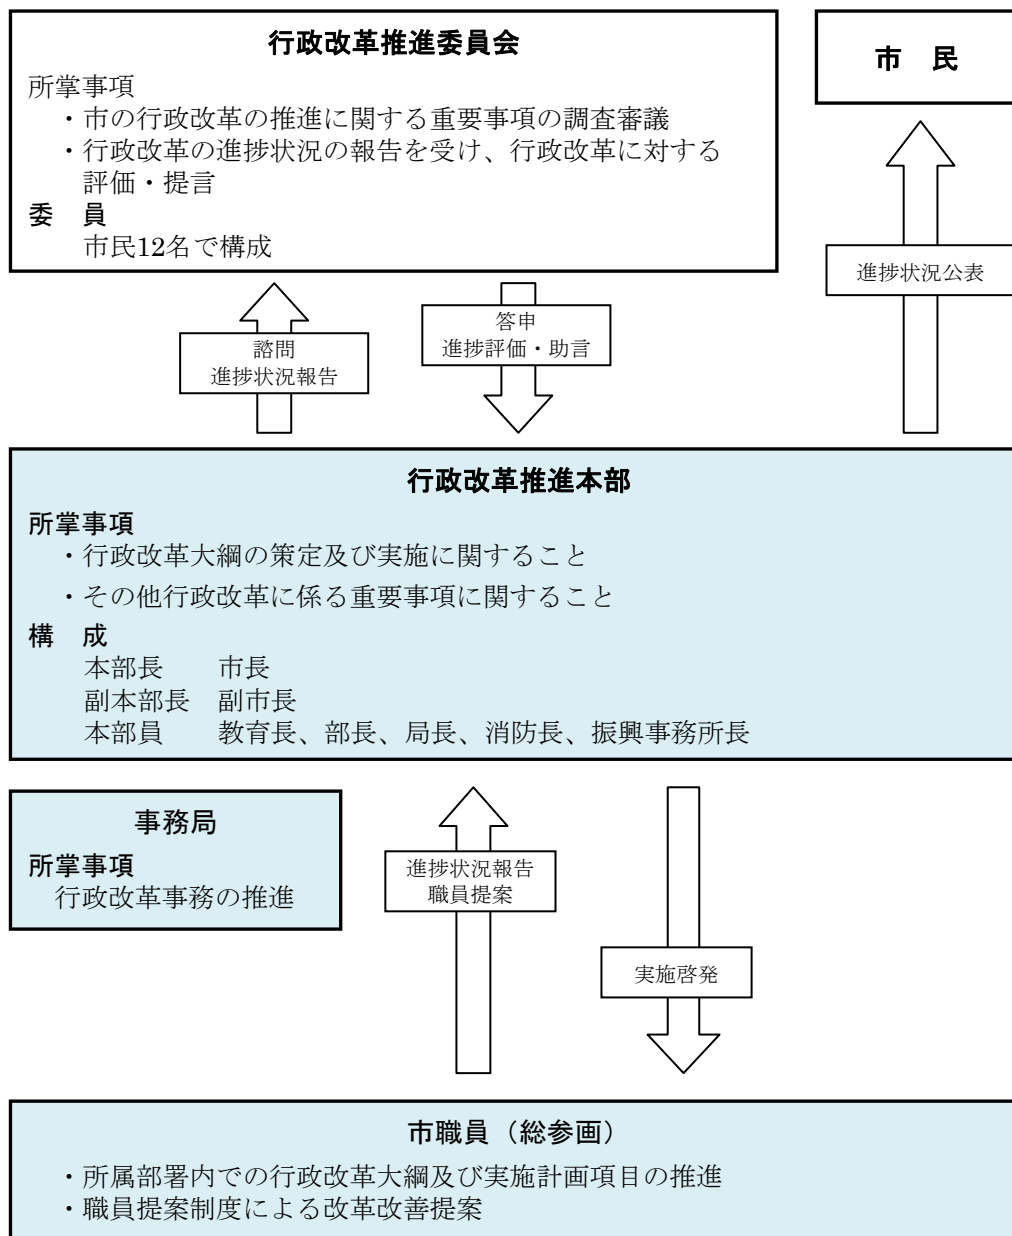 行政改革推進委員会
所掌事項
・市の行政改革の推進に関する重要事項の調査審議
・行政改革の進捗状況の報告を受け、行政改革に対する
評価・提言
委　員
市民12名で構成
市　民
進捗状況公表
諮問
進捗状況報告
答申
進捗評価・助言
行政改革推進本部
所掌事項
・行政改革大綱の策定及び実施に関すること
・その他行政改革に係る重要事項に関すること
構　成
本部長　　市長
副本部長　副市長
本部員　　教育長、部長、局長、消防長、振興事務所長
事務局
所掌事項
行政改革事務の推進
進捗状況報告
職員提案
実施啓発
市職員（総参画）
・所属部署内での行政改革大綱及び実施計画項目の推進
・職員提案制度による改革改善提案